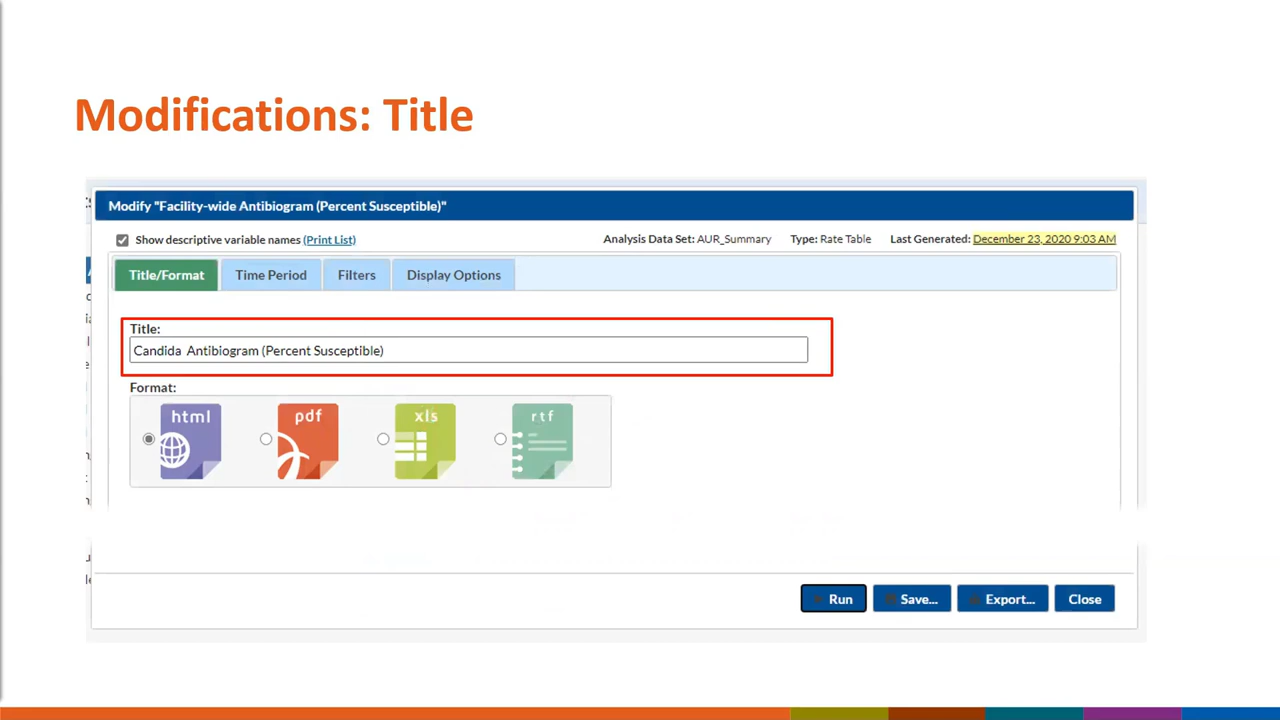 Modifications: Title
Modify "Facility-wide Antibiogram (Percent Susceptible)"
Show descriptive variable names (Print List)
Analysis Data Set: AUR_Summary Type: Rate Table Last Generated: December 23, 2020 9:03 AM
Title/Format Time Period Filters Display Options
Title:
Candida  Antibiogram (Percent Susceptible)
Format:
html pdf xls rtf
Run Save... Export... Close